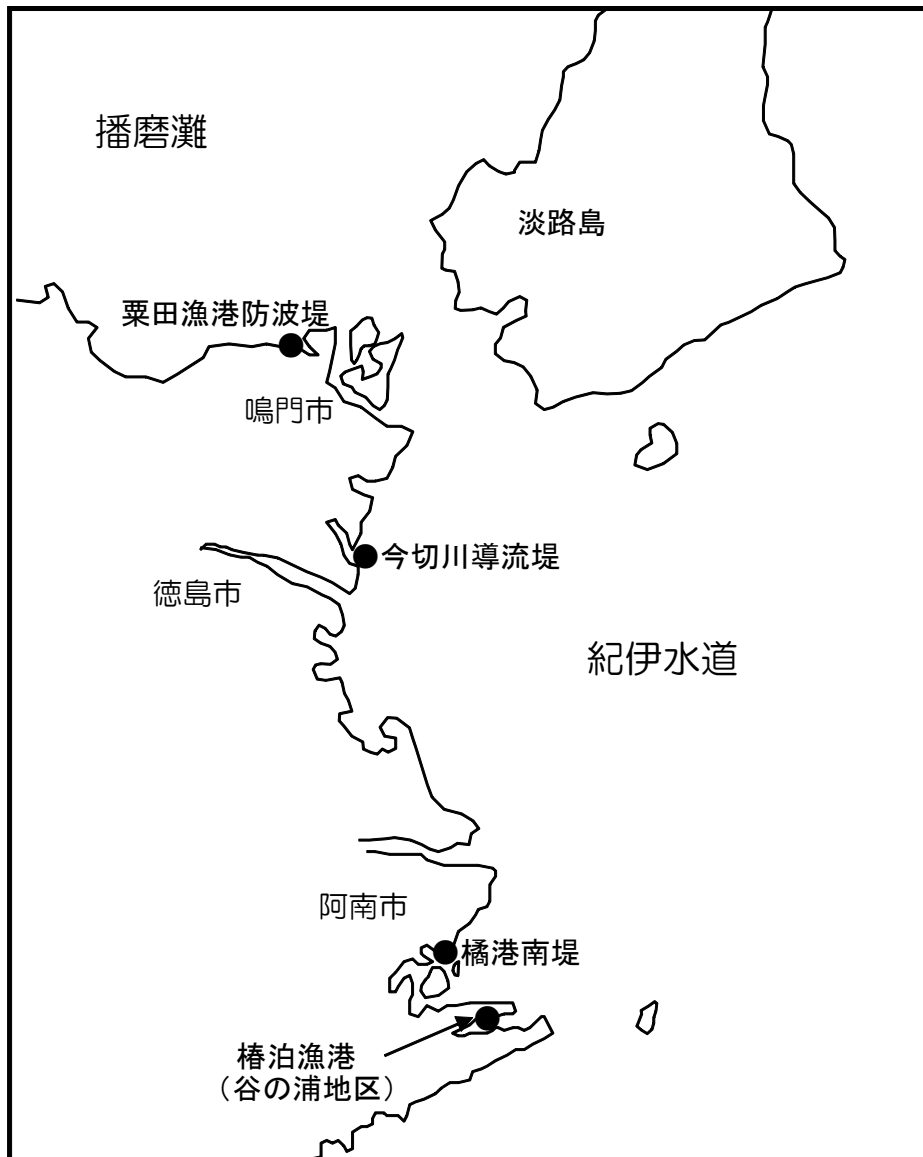 播磨灘
淡路島
粟田漁港防波堤
鳴門市
今切川導流堤
徳島市
紀伊水道
阿南市
橘港南堤
椿泊漁港
（谷の浦地区）